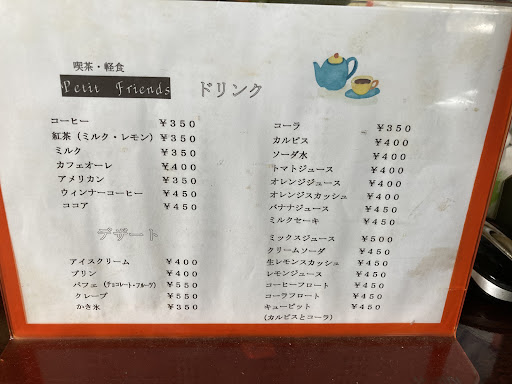 喫茶・軽食
Petit Friends
ドリンク
コーヒー ￥350
紅茶（ミルク・レモン）￥350
ミルク ￥350
カフェオーレ ￥400
アメリカン ￥350
ウィンナーコーヒー ￥450
ココア ￥450
デザート
アイスクリーム ￥400
プリン ￥400
パフェ（チョコレート・フルーツ）￥550
クレープ ￥550
かき氷 ￥350
コーラ ￥350
カルピス ￥400
ソーダ水 ￥400
トマトジュース ￥400
オレンジジュース ￥400
オレンジスカッシュ ￥400
バナナジュース ￥450
ミルクセーキ ￥450
ミックスジュース ￥500
クリームソーダ ￥450
生レモンスカッシュ ￥450
レモンジュース ￥450
コーヒーフロート ￥450
コーラフロート ￥450
キューピット ￥450
(カルピスとコーラ)